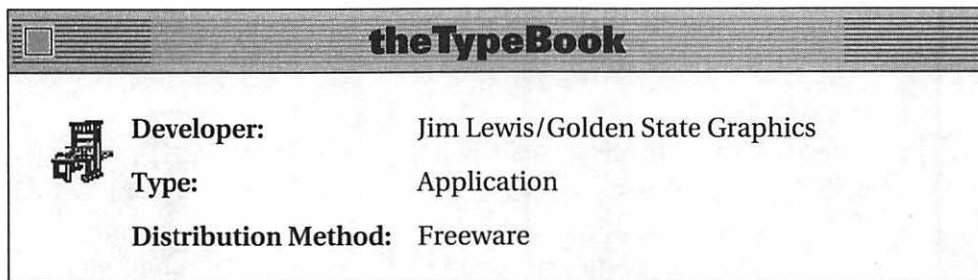 theTypeBook
Developer: Jim Lewis/Golden State Graphics
Type: Application
Distribution Method: Freeware